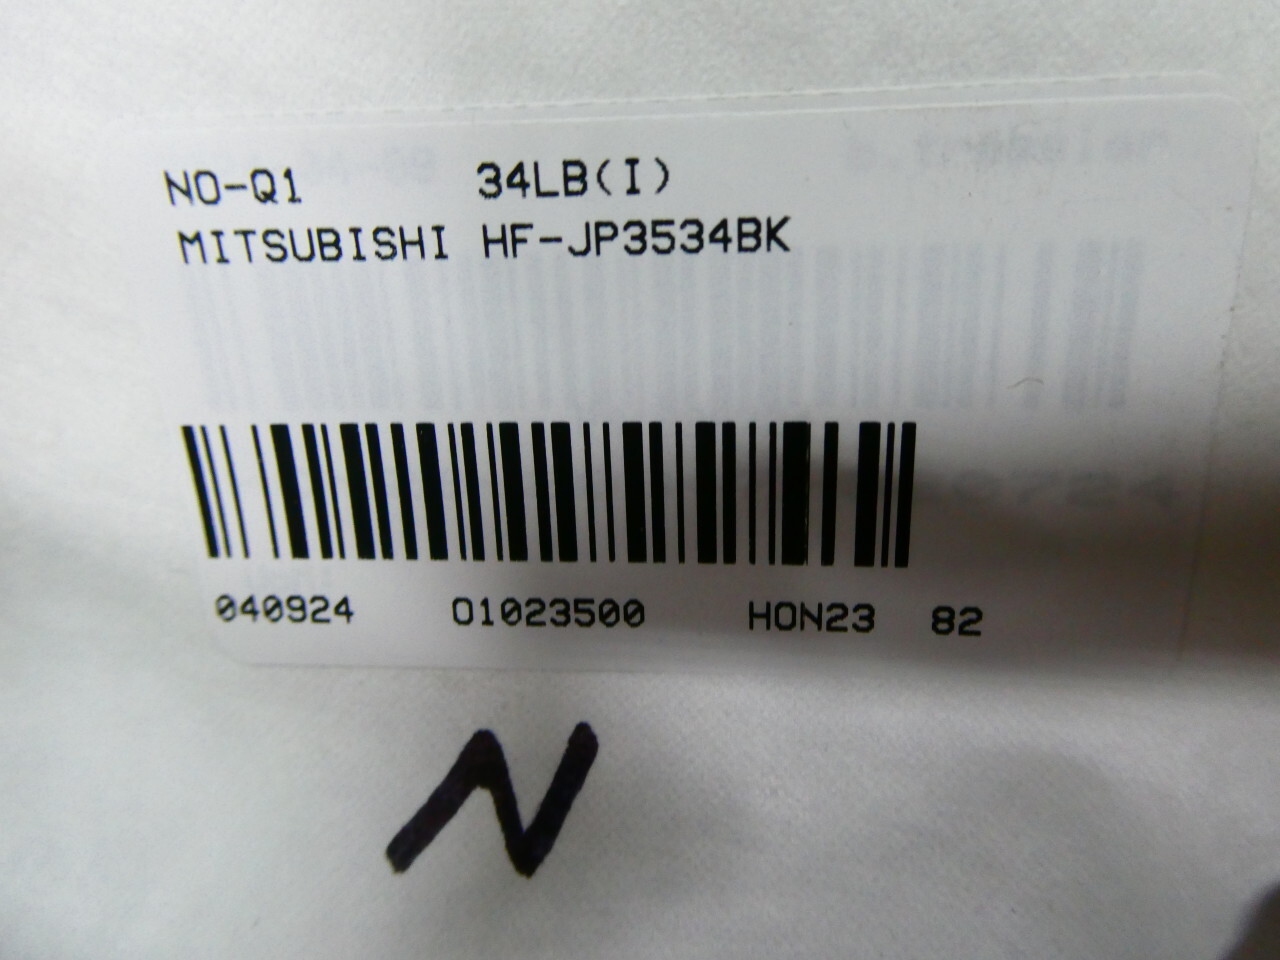 NO-Q1 34LB(I)
MITSUBISHI HF-JP3534BK
040924 01023500 HON23 82
N